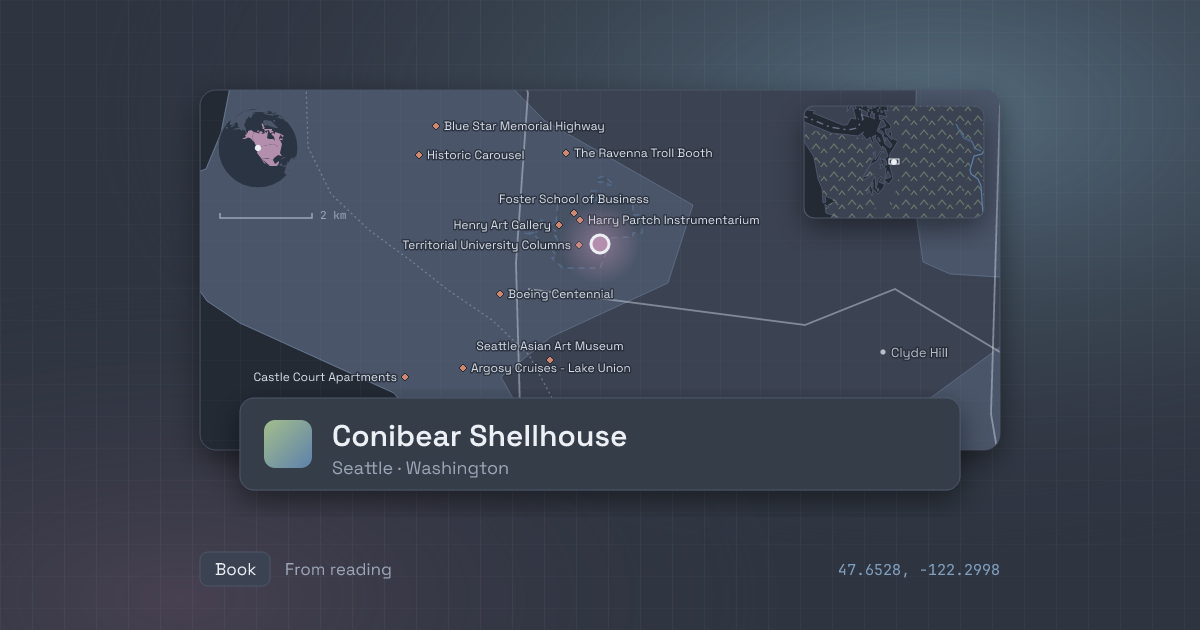 Blue Star Memorial Highway
Historic Carousel
The Ravenna Troll Booth
Foster School of Business
2 km
Harry Partch Instrumentarium
Henry Art Gallery
Territorial University Columns
Boeing Centennial
Seattle Asian Art Museum
Clyde Hill
Argosy Cruises - Lake Union
Castle Court Apartments
Conibear Shellhouse
Seattle · Washington
Book From reading
47.6528, -122.2998